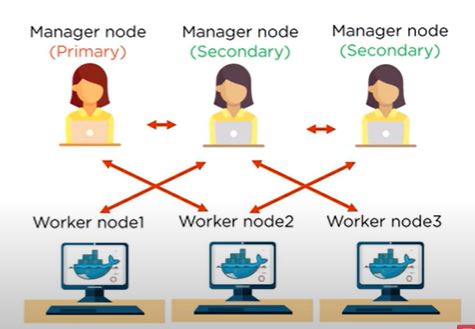 Manager node
(Primary)
Manager node
(Secondary)
Manager node
(Secondary)
Worker node1
Worker node2
Worker node3